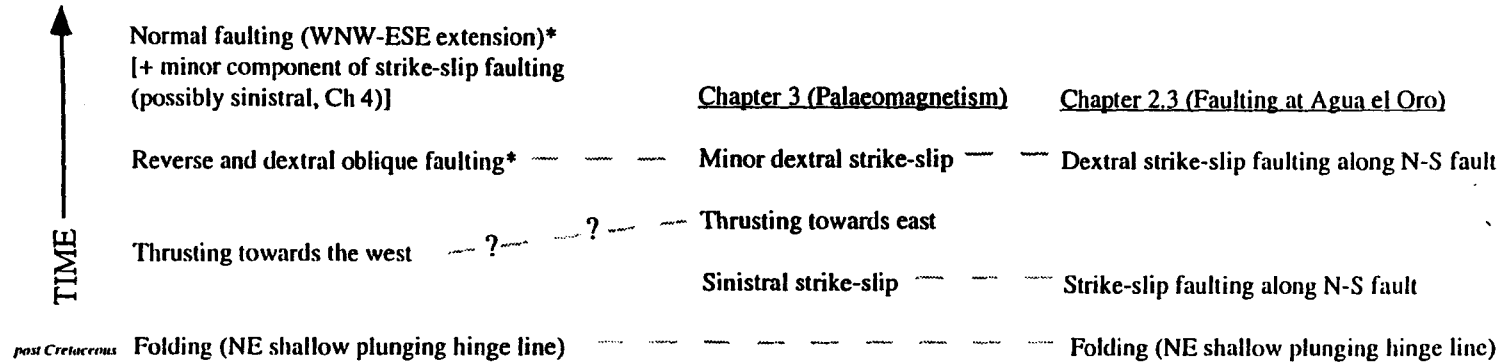 Normal faulting (WNW-ESE extension)*
[+ minor component of strike-slip faulting
(possibly sinistral, Ch 4)]
Chapter 3 (Palaeomagnetism)
Chapter 2.3 (Faulting at Agua el Oro)
Reverse and dextral oblique faulting*
Minor dextral strike-slip
Dextral strike-slip faulting along N-S fault
Thrusting towards the west
?
?
Thrusting towards east
Sinistral strike-slip
Strike-slip faulting along N-S fault
TIME
post Cretaceous
Folding (NE shallow plunging hinge line)
Folding (NE shallow plunging hinge line)